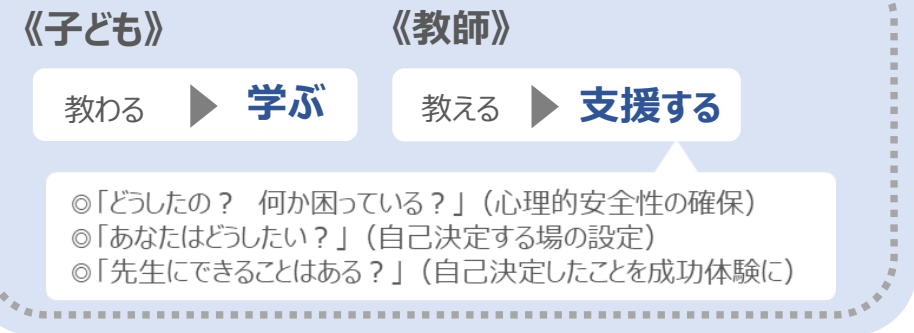 《子ども》 《教師》
教わる ▶ 学ぶ 教える ▶ 支援する
◎「どうしたの？　何か困っている？」（心理的安全性の確保）
◎「あなたはどうしたい？」（自己決定する場の設定）
◎「先生にできることはある？」（自己決定したことを成功体験に）